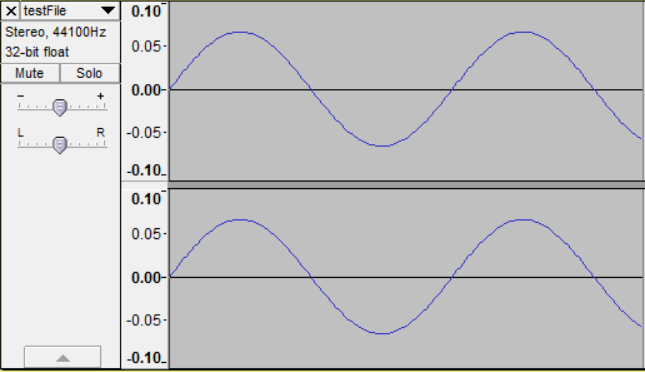 testFile
Stereo, 44100Hz
32-bit float
Mute Solo
- +
L R
0.10
0.05
0.00
-0.05
-0.10
0.10
0.05
0.00
-0.05
-0.10